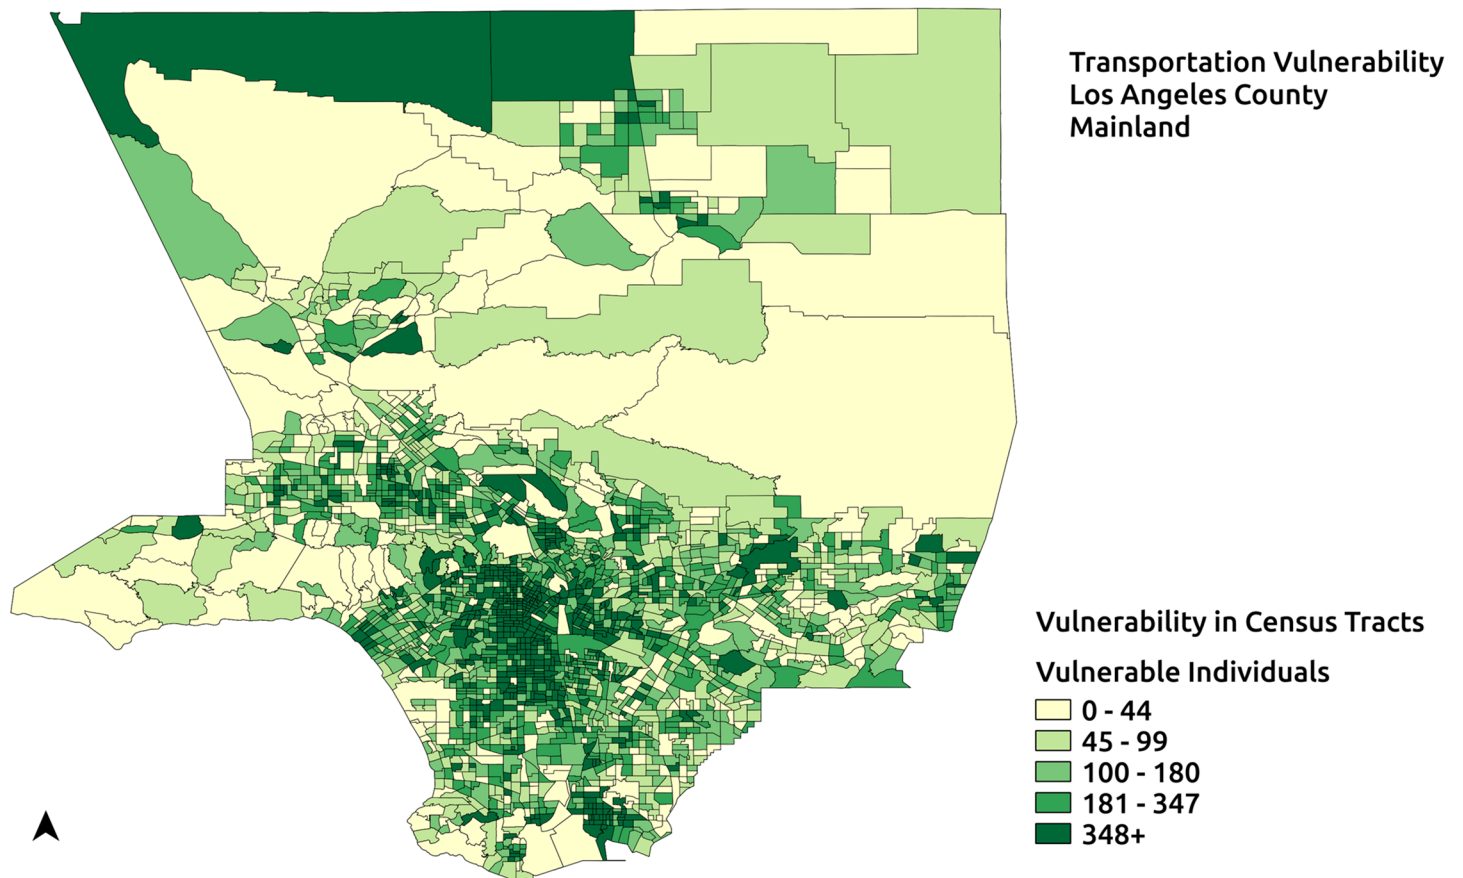 Transportation Vulnerability
Los Angeles County
Mainland
Vulnerability in Census Tracts
Vulnerable Individuals
0 - 44
45 - 99
100 - 180
181 - 347
348+